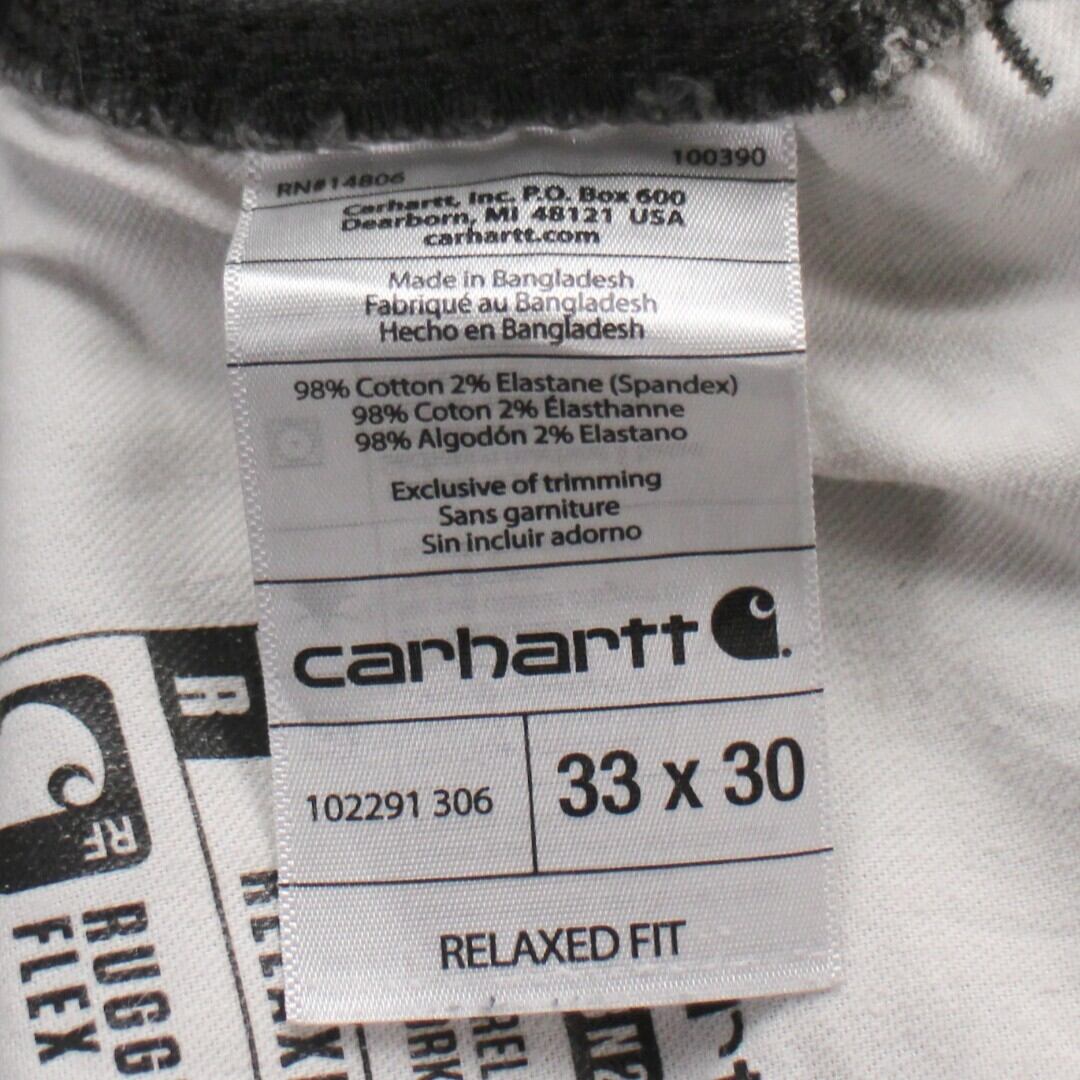 RN#14806 100390
Carhartt, Inc. P.O. Box 600
Dearborn, MI 48121 USA
carhartt.com
Made in Bangladesh
Fabriqué au Bangladesh
Hecho en Bangladesh
98% Cotton 2% Elastane (Spandex)
98% Coton 2% Élasthanne
98% Algodón 2% Elastano
Exclusive of trimming
Sans garniture
Sin incluir adorno
carhartt
102291 306
33 x 30
RELAXED FIT
RF
RUGG
FLEX
R
RELAX